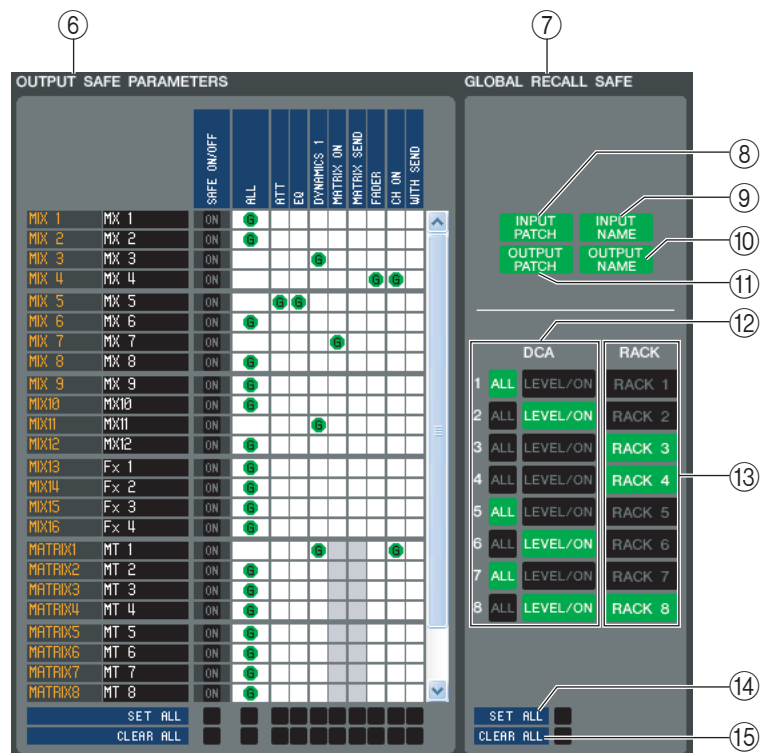 ⑥ ⑦
OUTPUT SAFE PARAMETERS
GLOBAL RECALL SAFE
SAFE ON/OFF
ALL
ATT
EQ
DYNAMICS 1
MATRIX ON
MATRIX SEND
FADER
CH ON
WITH SEND
MIX 1 MX 1 ON G
MIX 2 MX 2 ON G
MIX 3 MX 3 ON G
MIX 4 MX 4 ON G G
MIX 5 MX 5 ON G G
MIX 6 MX 6 ON G
MIX 7 MX 7 ON G
MIX 8 MX 8 ON G
MIX 9 MX 9 ON G
MIX10 MX10 ON G
MIX11 MX11 ON G
MIX12 MX12 ON G
MIX13 Fx 1 ON G
MIX14 Fx 2 ON G
MIX15 Fx 3 ON G
MIX16 Fx 4 ON G
MATRIX1 MT 1 ON G G
MATRIX2 MT 2 ON G
MATRIX3 MT 3 ON G
MATRIX4 MT 4 ON G
MATRIX5 MT 5 ON G
MATRIX6 MT 6 ON G
MATRIX7 MT 7 ON G
MATRIX8 MT 8 ON G
SET ALL
CLEAR ALL
⑧
⑨
INPUT PATCH INPUT NAME
OUTPUT PATCH OUTPUT NAME
⑩
⑪
⑫
DCA RACK
1 ALL LEVEL/ON RACK 1
2 ALL LEVEL/ON RACK 2
3 ALL LEVEL/ON RACK 3
4 ALL LEVEL/ON RACK 4
⑬
5 ALL LEVEL/ON RACK 5
6 ALL LEVEL/ON RACK 6
7 ALL LEVEL/ON RACK 7
8 ALL LEVEL/ON RACK 8
SET ALL ⑭
CLEAR ALL ⑮